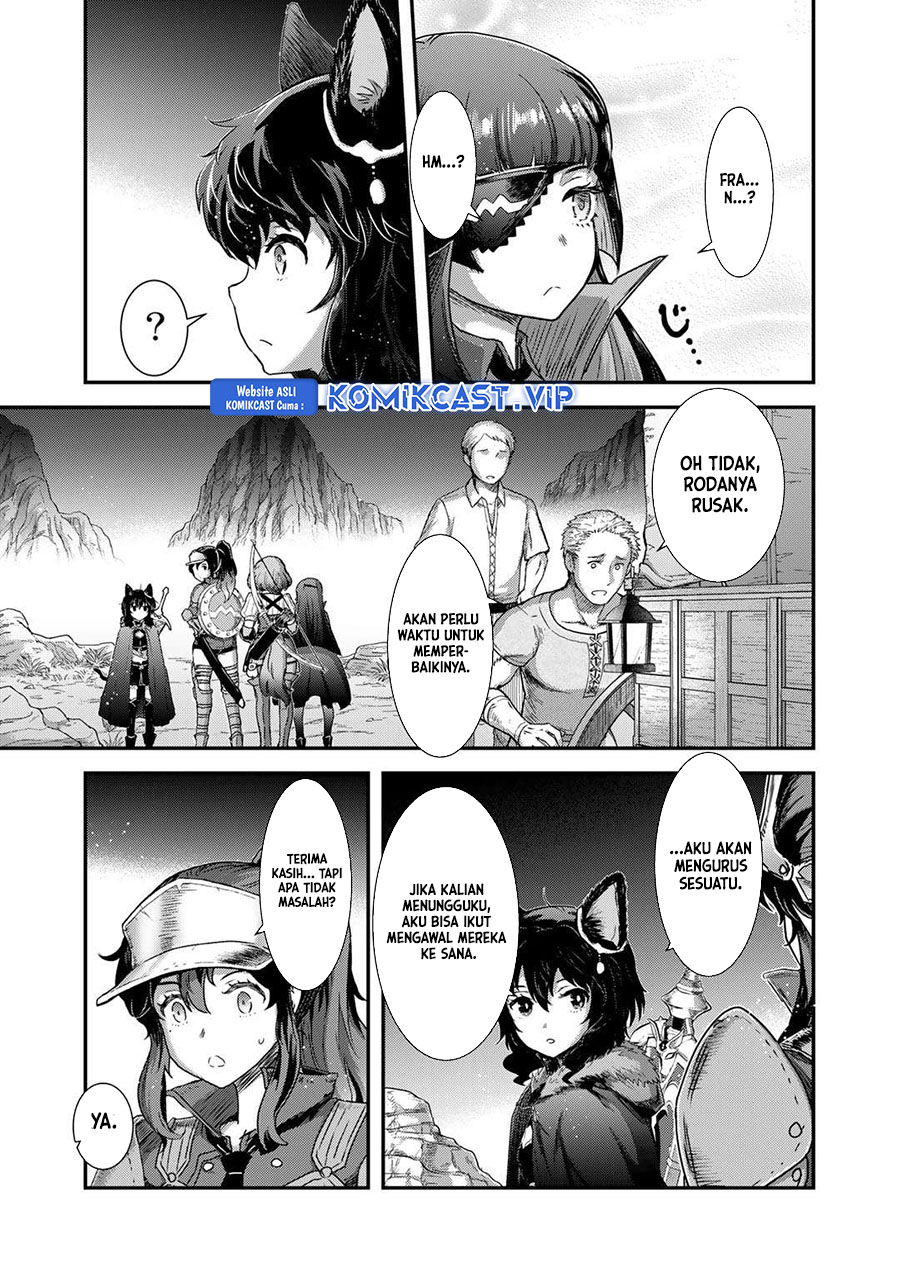 FRA...
N...?
HM...?
じ…
?
Website ASLI
KOMIKCAST Cuma :
KOMIKCAST.VIP
OH TIDAK,
RODANYA
RUSAK.
AKAN PERLU
WAKTU UNTUK
MEMPER-
BAIKINYA.
...AKU AKAN
MENGURUS
SESUATU.
JIKA KALIAN
MENUNGGUKU,
AKU BISA IKUT
MENGAWAL MEREKA
KE SANA.
TERIMA
KASIH... TAPI
APA TIDAK
MASALAH?
YA.